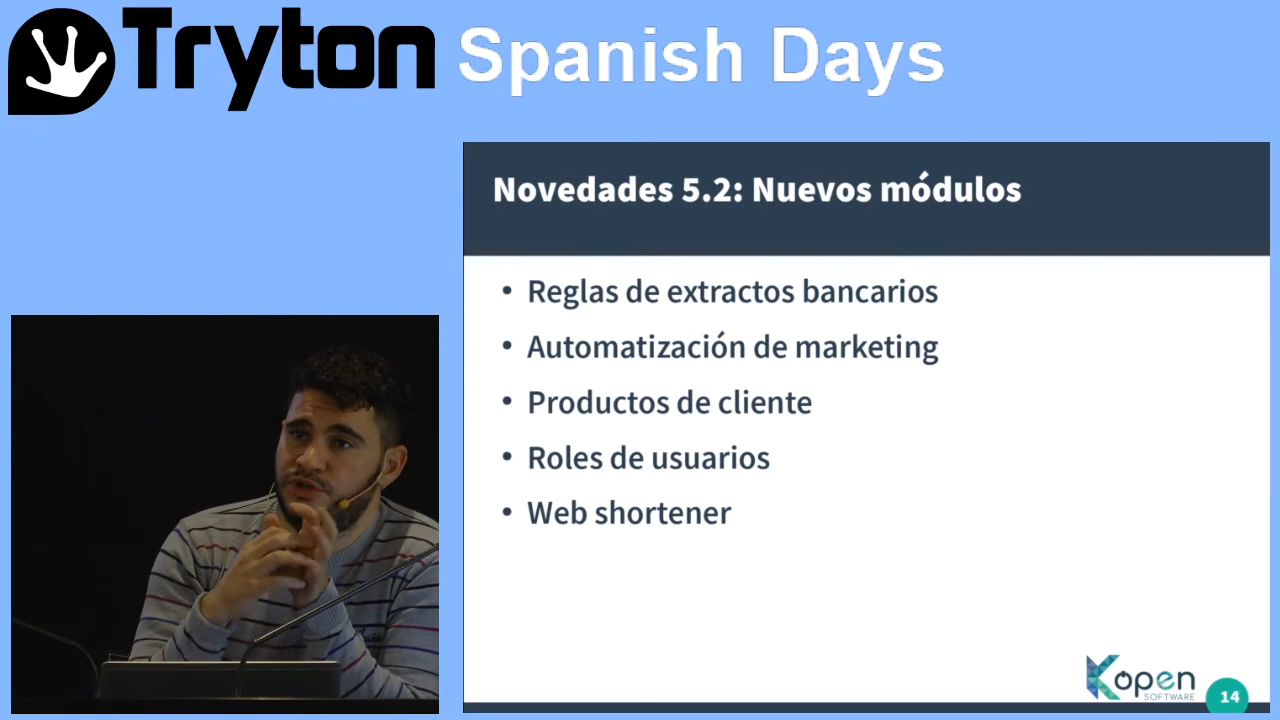 Tryton Spanish Days
Novedades 5.2: Nuevos módulos
• Reglas de extractos bancarios
• Automatización de marketing
• Productos de cliente
• Roles de usuarios
• Web shortener
Kopen
SOFTWARE
14